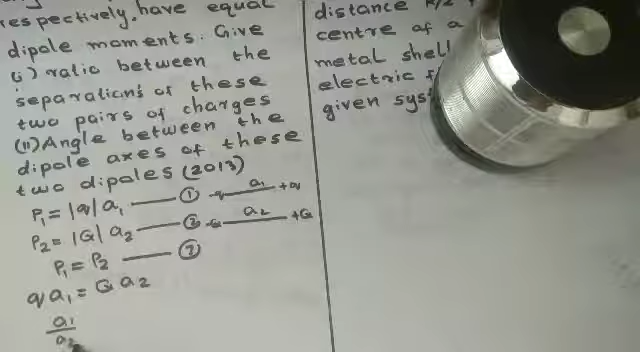 respectively, have equal
dipole moments. Give
(i) ratio between the
separations of these
two pairs of charges
(ii) Angle between the
dipole axes of these
two dipoles (2013)
P₁ = |q| a₁ — ① -q — a₁ — +q
P₂ = |Q| a₂ — ② -Q — a₂ — +Q
P₁ = P₂ — ②
q a₁ = Q a₂
a₁
a₂
distance
centre of a
metal shell
electric
given